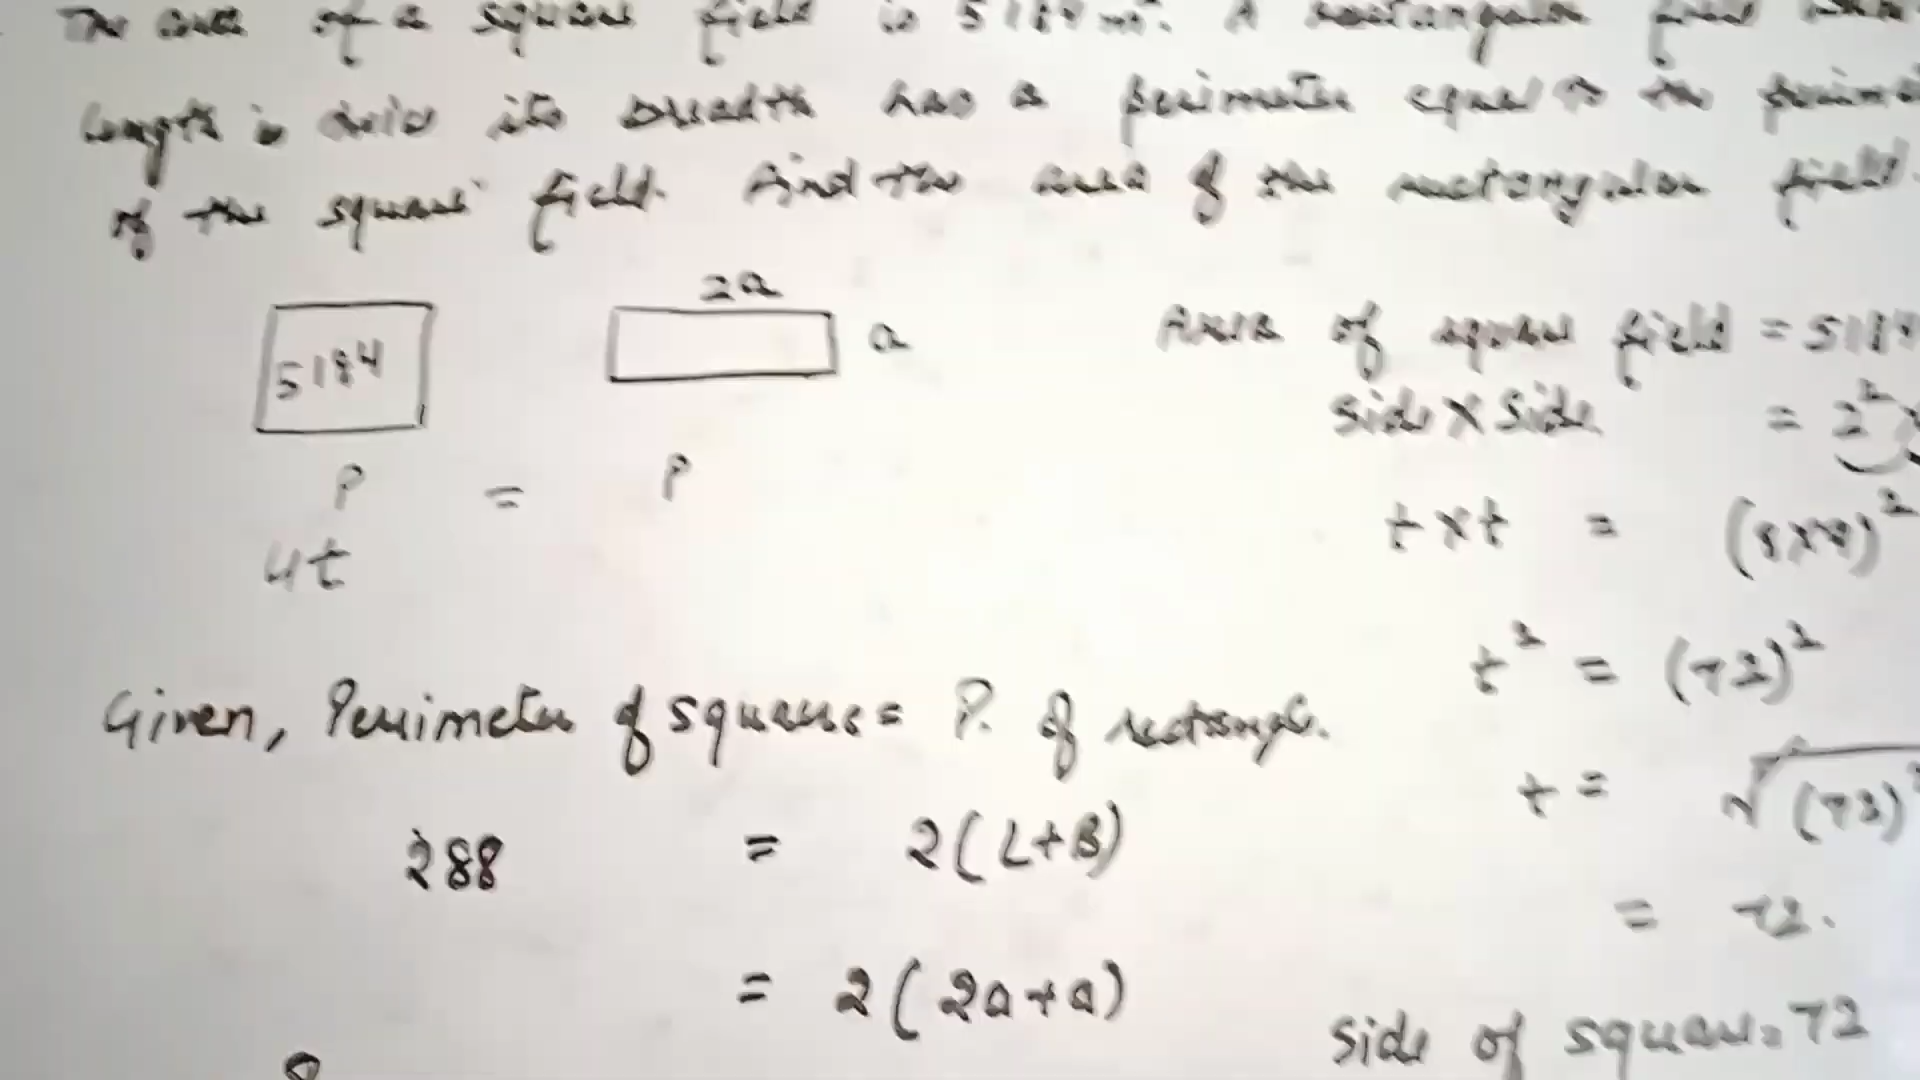 The area of a square field is 5184 m². A rectangular field
length is twice its breadth has a perimeter equal to the
of the square field. Find the area of the rectangular field.
2a
5184
a
P = P
4t
Area of square field = 5184
side x side = 2²
t x t = (8x9)²
t² = (72)²
t = √(72)
= 72.
side of square = 72
Given, Perimeter of square = P. of rectangle.
288 = 2(L+B)
= 2(2a+a)